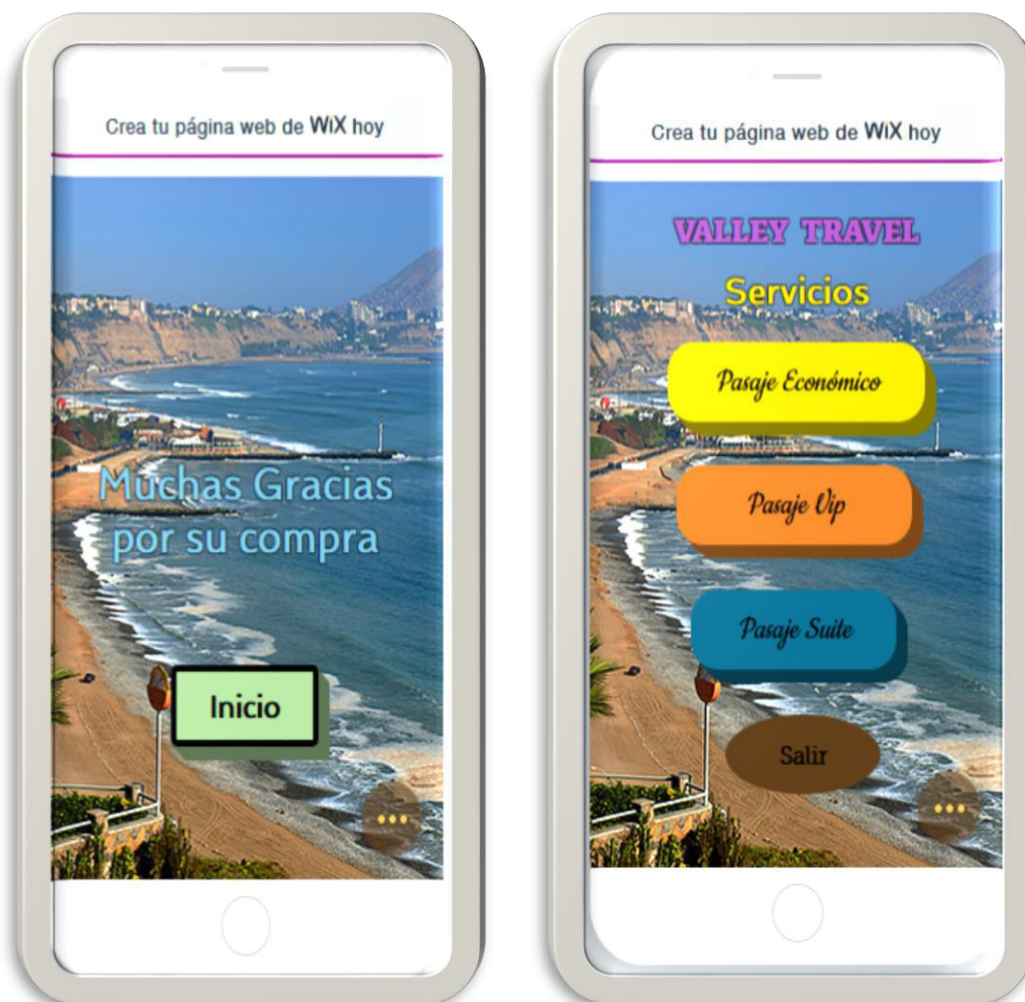 Crea tu página web de WiX hoy
Muchas Gracias
por su compra
Inicio
Crea tu página web de WiX hoy
VALLEY TRAVEL
Servicios
Pasaje Económico
Pasaje Vip
Pasaje Suite
Salir